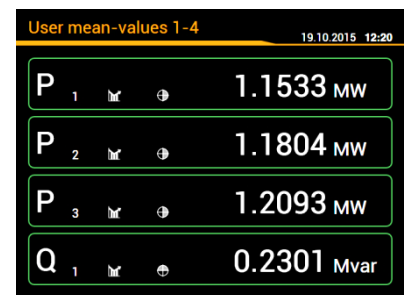 User mean-values 1-4
19.10.2015 12:20
P 1 1.1533 MW
P 2 1.1804 MW
P 3 1.2093 MW
Q 1 0.2301 Mvar